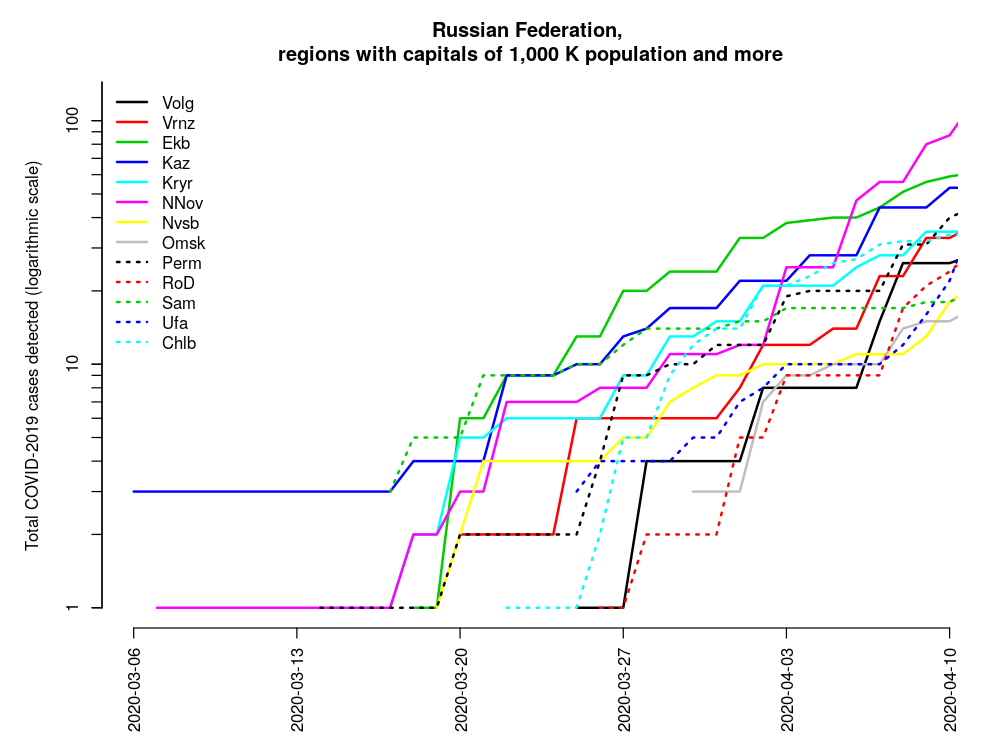 Russian Federation,
regions with capitals of 1,000 K population and more
Total COVID-2019 cases detected (logarithmic scale)
100
10
1
Volg
Vrnz
Ekb
Kaz
Kryr
NNov
Nvsb
Omsk
Perm
RoD
Sam
Ufa
Chlb
2020-03-06
2020-03-13
2020-03-20
2020-03-27
2020-04-03
2020-04-10